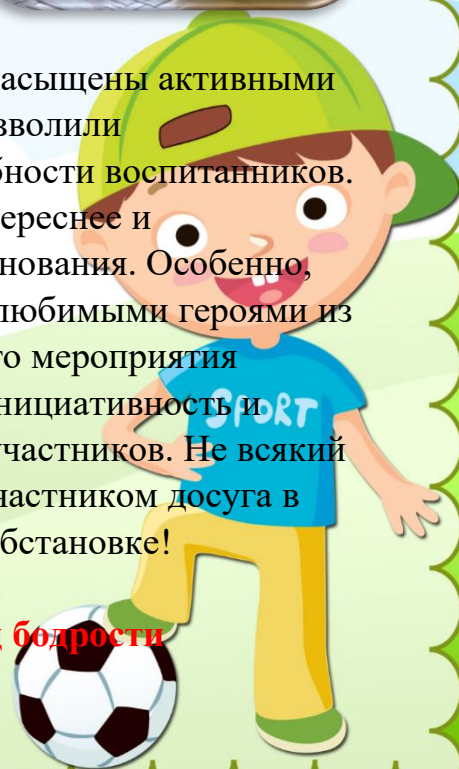 асыщены активными
зволили
бности воспитанников.
ереснее и
нования. Особенно,
любимыми героями из
го мероприятия
нициативность и
SPORT
участников. Не всякий
частником досуга в
бстановке!
д бодрости